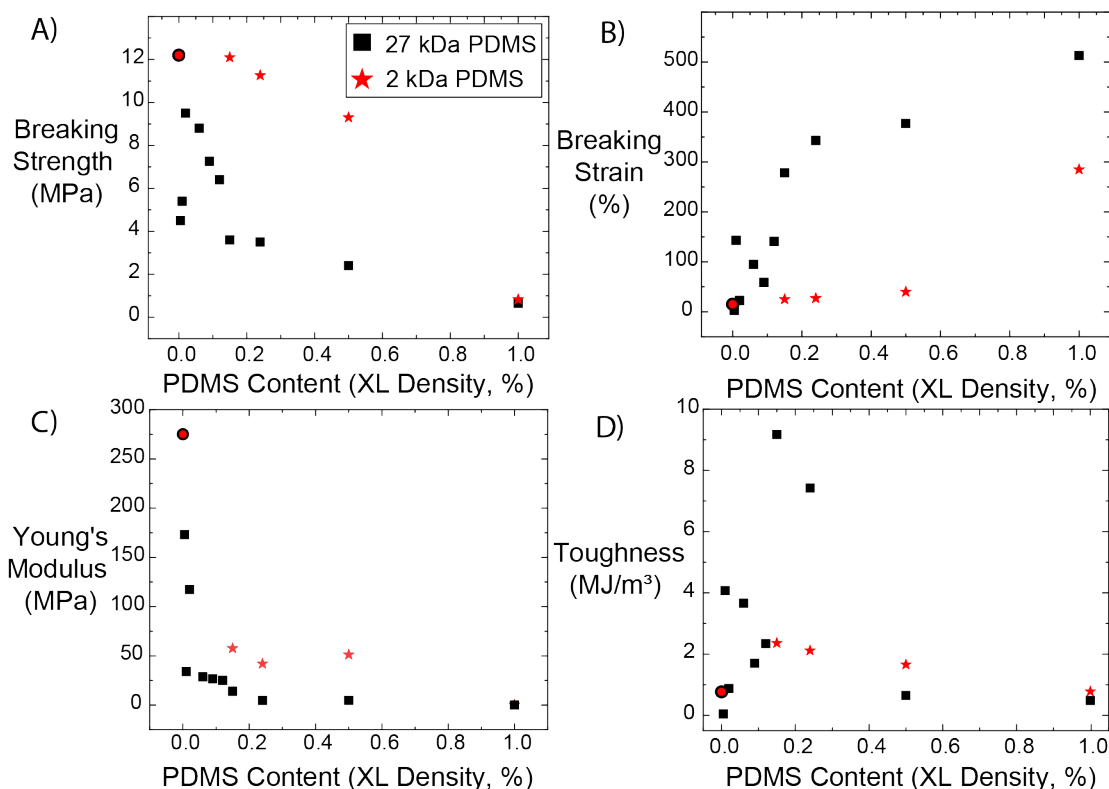 A)
12
10
8
6
4
2
0
Breaking
Strength
(MPa)
27 kDa PDMS
2 kDa PDMS
0.0 0.2 0.4 0.6 0.8 1.0
PDMS Content (XL Density, %)
B)
500
400
300
200
100
0
Breaking
Strain
(%)
0.0 0.2 0.4 0.6 0.8 1.0
PDMS Content (XL Density, %)
C)
300
250
200
150
100
50
0
Young's
Modulus
(MPa)
0.0 0.2 0.4 0.6 0.8 1.0
PDMS Content (XL Density, %)
D)
10
8
6
4
2
0
Toughness
(MJ/m³)
0.0 0.2 0.4 0.6 0.8 1.0
PDMS Content (XL Density, %)